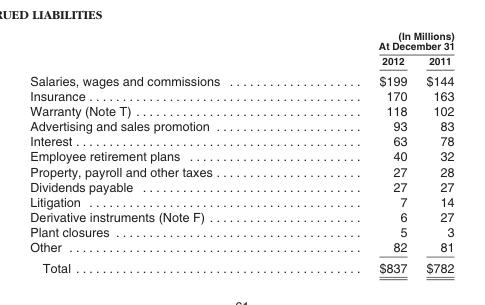 RUED LIABILITIES
(In Millions)
At December 31
2012 2011
Salaries, wages and commissions . . . . . . . . . . . . . . . . . . . . $199 $144
Insurance . . . . . . . . . . . . . . . . . . . . . . . . . . . . . . . . . . . . . . . . 170 163
Warranty (Note T) . . . . . . . . . . . . . . . . . . . . . . . . . . . . . . . . . 118 102
Advertising and sales promotion . . . . . . . . . . . . . . . . . . . . . . 93 83
Interest . . . . . . . . . . . . . . . . . . . . . . . . . . . . . . . . . . . . . . . . . . 63 78
Employee retirement plans . . . . . . . . . . . . . . . . . . . . . . . . . . 40 32
Property, payroll and other taxes . . . . . . . . . . . . . . . . . . . . . . 27 28
Dividends payable . . . . . . . . . . . . . . . . . . . . . . . . . . . . . . . . . 27 27
Litigation . . . . . . . . . . . . . . . . . . . . . . . . . . . . . . . . . . . . . . . . . 7 14
Derivative instruments (Note F) . . . . . . . . . . . . . . . . . . . . . . . 6 27
Plant closures . . . . . . . . . . . . . . . . . . . . . . . . . . . . . . . . . . . . . 5 3
Other . . . . . . . . . . . . . . . . . . . . . . . . . . . . . . . . . . . . . . . . . . . . 82 81
Total . . . . . . . . . . . . . . . . . . . . . . . . . . . . . . . . . . . . . . . . . . $837 $782